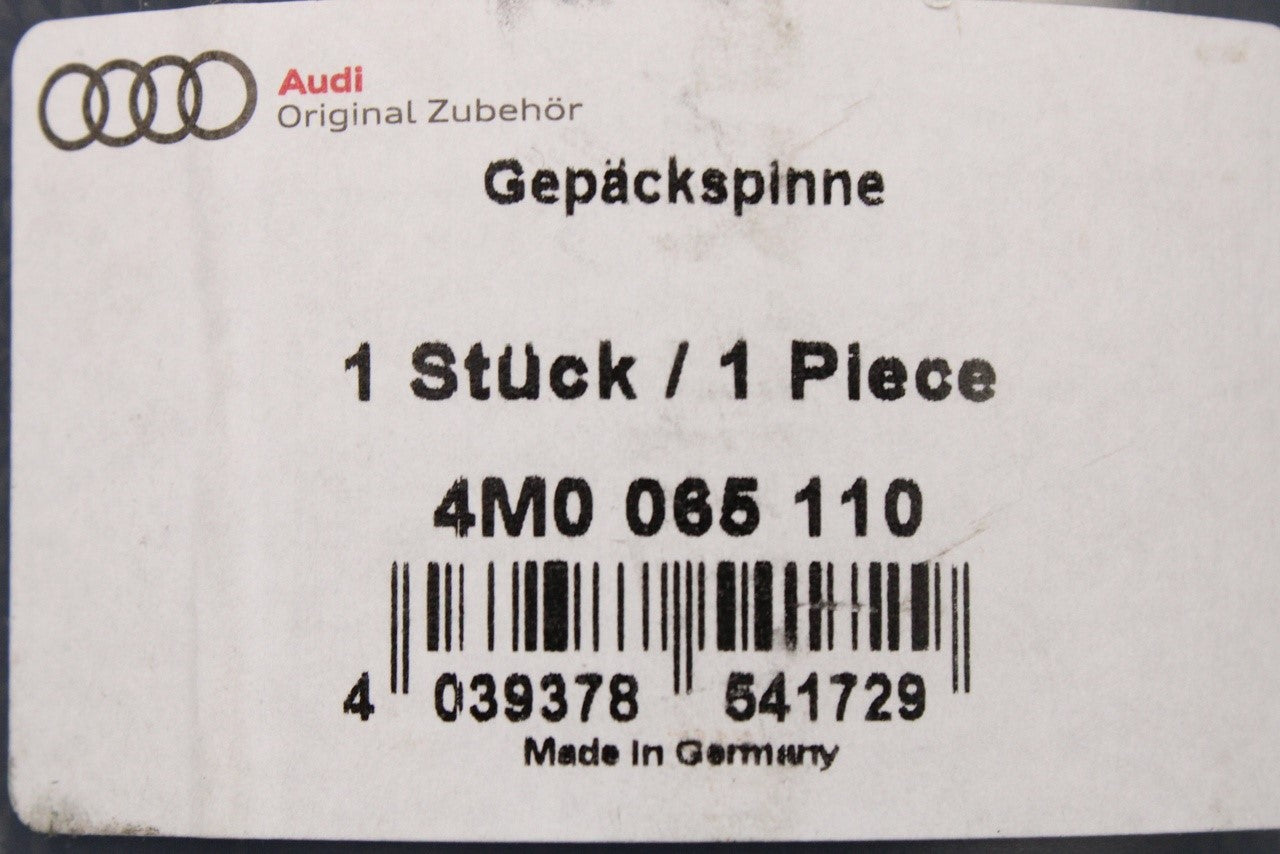 Audi
Original Zubehör
Gepäckspinne
1 Stück / 1 Piece
4M0 065 110
4 039378 541729
Made in Germany